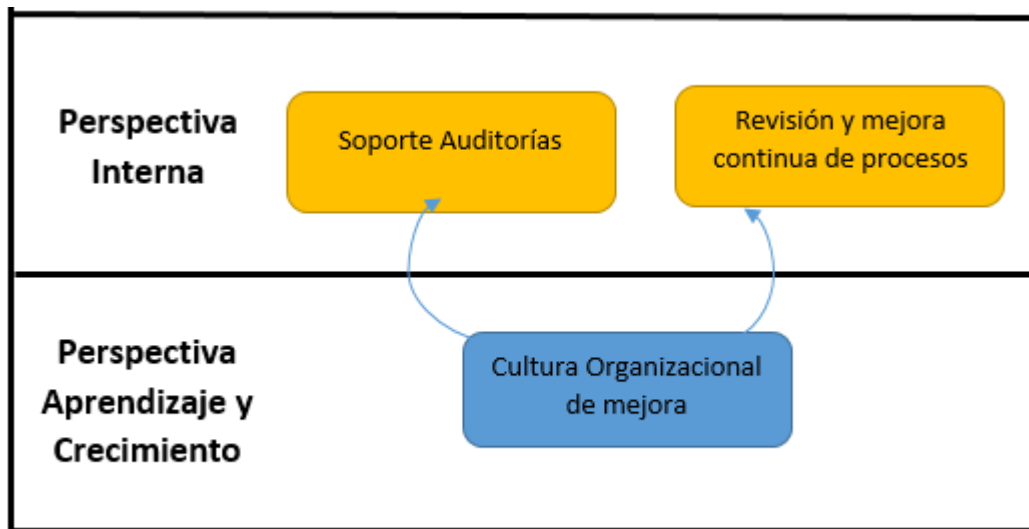 Perspectiva
Interna
Soporte Auditorías
Revisión y mejora
continua de procesos
Perspectiva
Aprendizaje y
Crecimiento
Cultura Organizacional
de mejora